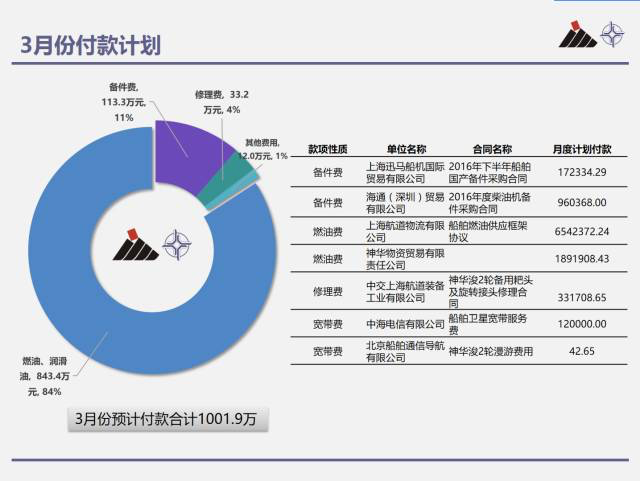 3月份付款计划
备件费,
113.3万元,
11%
修理费, 33.2
万元, 4%
其他费用,
12.0万元, 1%
燃油、润滑
油, 843.4万
元, 84%
3月份预计付款合计1001.9万
款项性质 单位名称 合同名称 月度计划付款
备件费 上海迅马船机国际贸易有限公司 2016年下半年船舶国产备件采购合同 172334.29
备件费 海通（深圳）贸易有限公司 2016年度柴油机备件采购合同 960368.00
燃油费 上海航道物流有限公司 船舶燃油供应框架协议 6542372.24
燃油费 神华物资贸易有限责任公司 1891908.43
修理费 中交上海航道装备工业有限公司 神华浚2轮备用耙头及旋转接头修理合同 331708.65
宽带费 中海电信有限公司 船舶卫星宽带服务费 120000.00
宽带费 北京船舶通信导航有限公司 神华浚2轮漫游费用 42.65